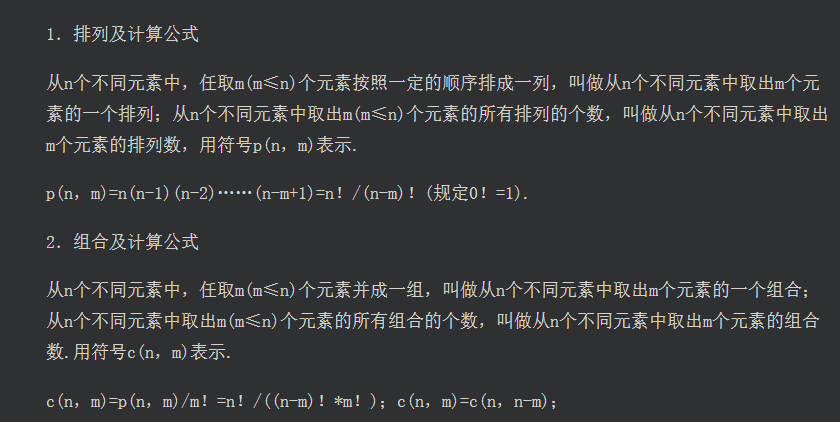 1．排列及计算公式
从n个不同元素中，任取m(m≤n)个元素按照一定的顺序排成一列，叫做从n个不同元素中取出m个元
素的一个排列；从n个不同元素中取出m(m≤n)个元素的所有排列的个数，叫做从n个不同元素中取出
m个元素的排列数，用符号p(n，m)表示.
p(n，m)=n(n-1)(n-2)……(n-m+1)=n！/(n-m)！(规定0！=1).
2．组合及计算公式
从n个不同元素中，任取m(m≤n)个元素并成一组，叫做从n个不同元素中取出m个元素的一个组合；
从n个不同元素中取出m(m≤n)个元素的所有组合的个数，叫做从n个不同元素中取出m个元素的组合
数.用符号c(n，m)表示.
c(n，m)=p(n，m)/m！=n！/((n-m)！*m！)；c(n，m)=c(n，n-m)；